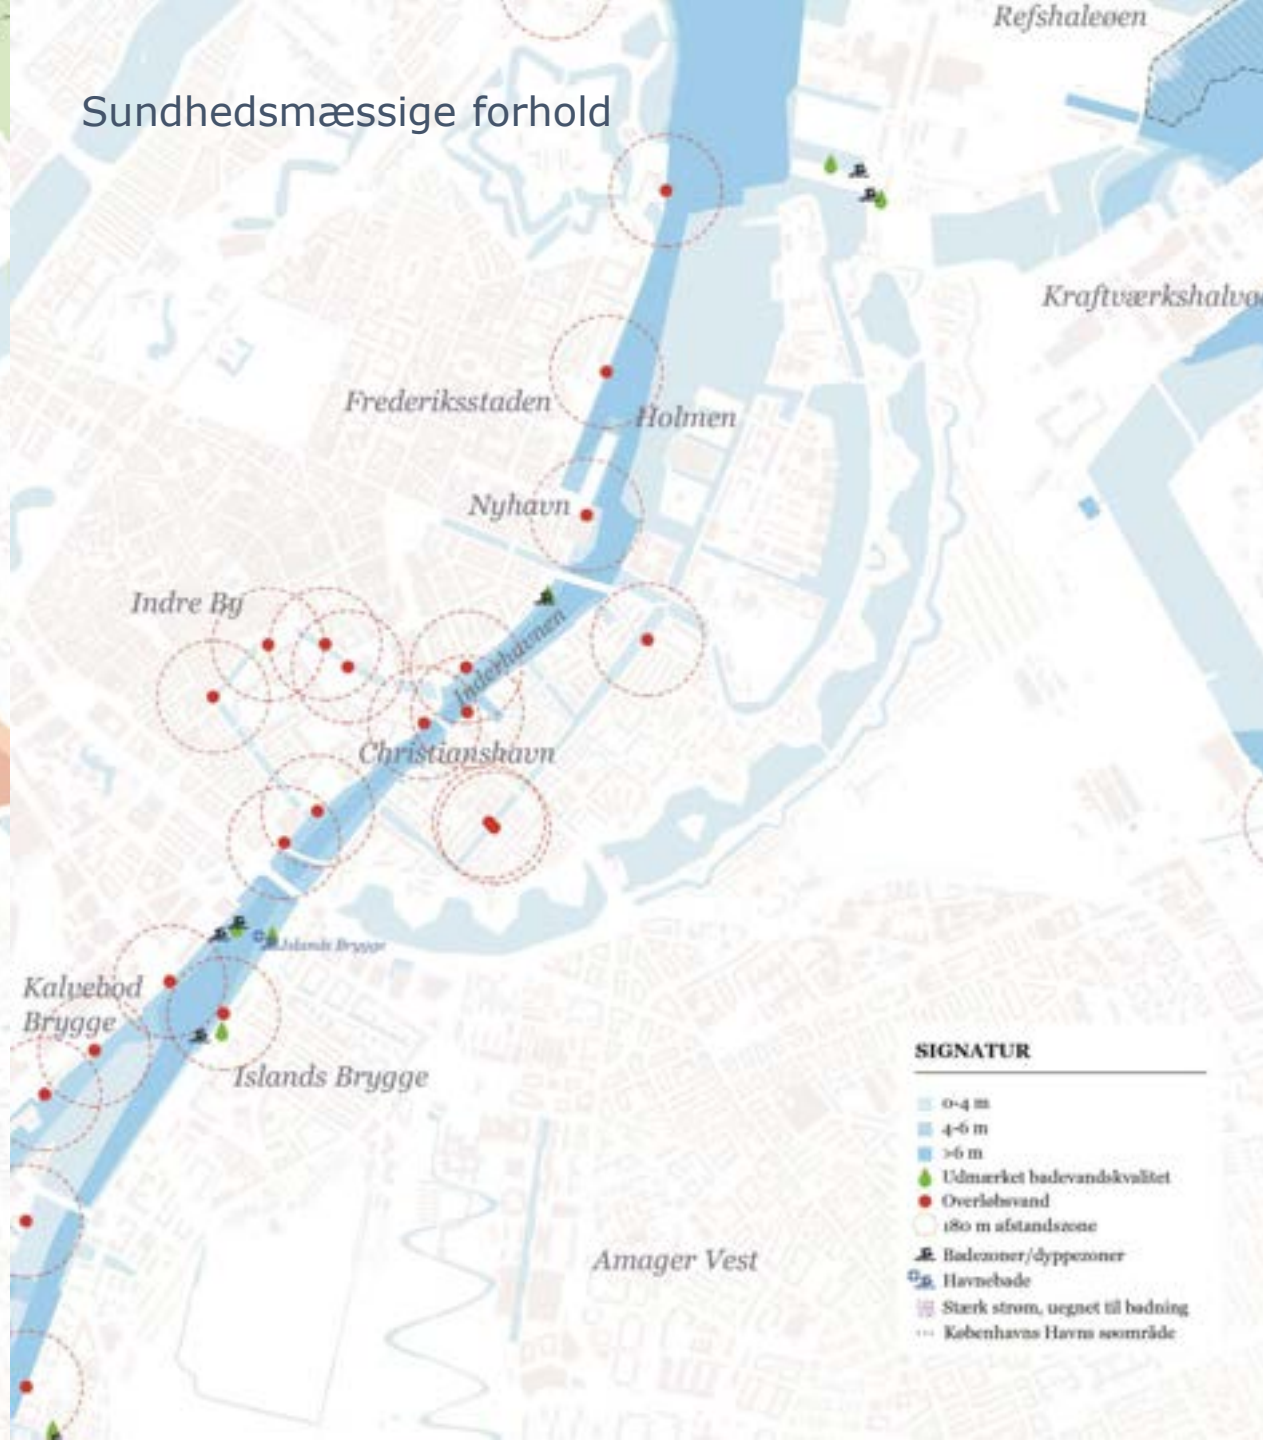 Refshaleøen
Sundhedsmæssige forhold
Kraftværkshalvø
Frederiksstaden
Holmen
Nyhavn
Indre By
Inderhavnen
Christianshavn
Islands Brygge
Kalvebod
Brygge
Islands Brygge
Amager Vest
SIGNATUR
0-4 m
4-6 m
>6 m
Udmærket badevandskvalitet
Overløbsvand
180 m afstandszone
Badezoner/dyppezoner
Havnebade
Stærk strøm, uegnet til badning
Københavns Havns søområde